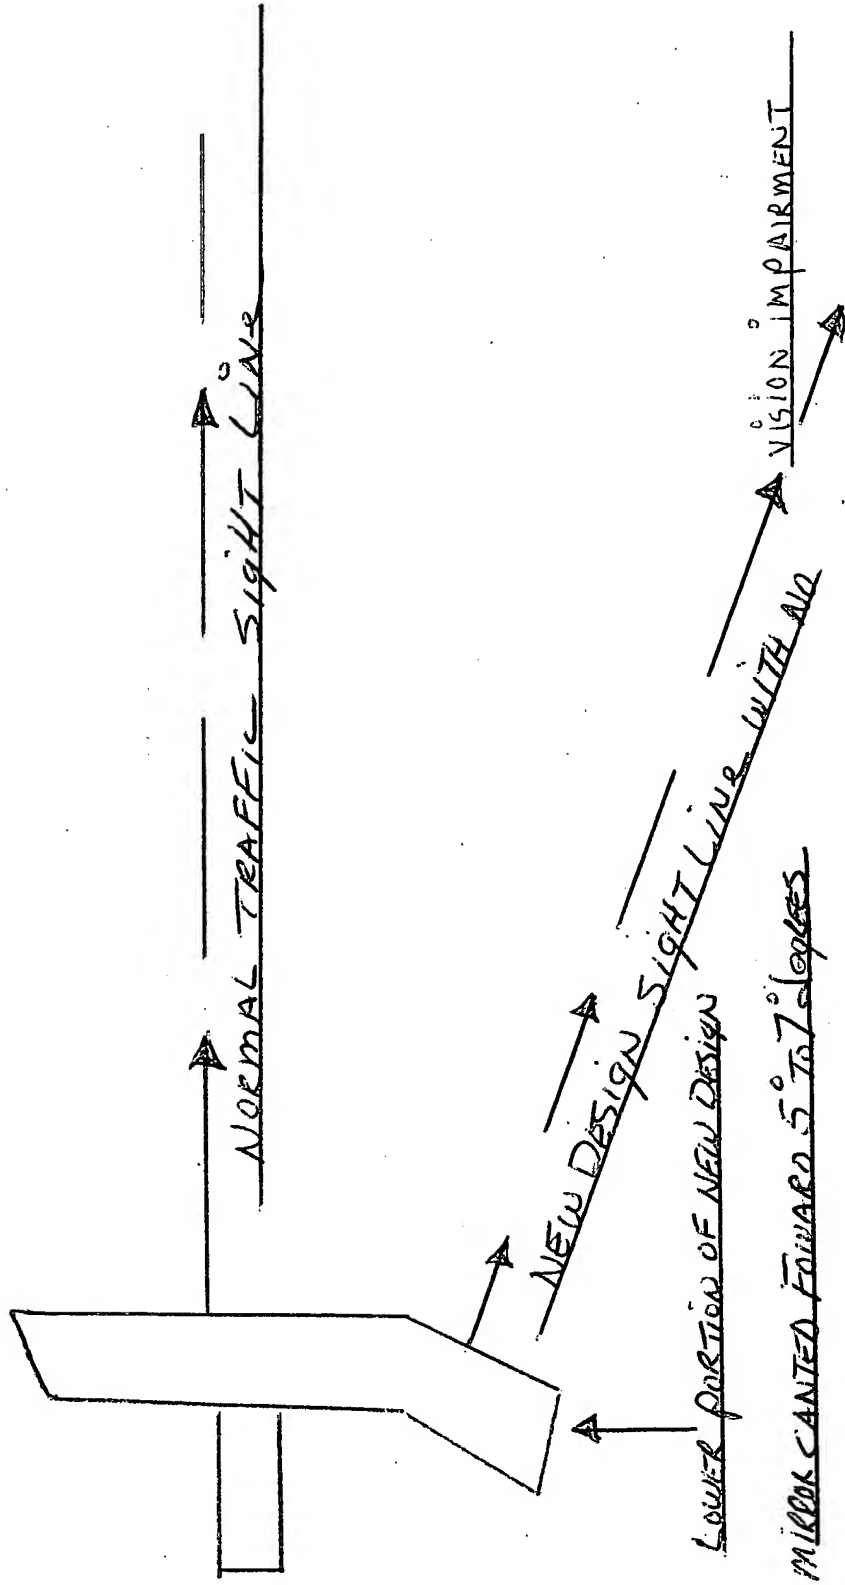 NORMAL TRAFFIC SigHT LiNe
NEW DESIGN SIGHT LiNe WITH NO
VISION IMPAIRMENT
LOWER PORTION OF NEW DESIGN
MIRROR CANTED FORWARD 5° To 7° degrees